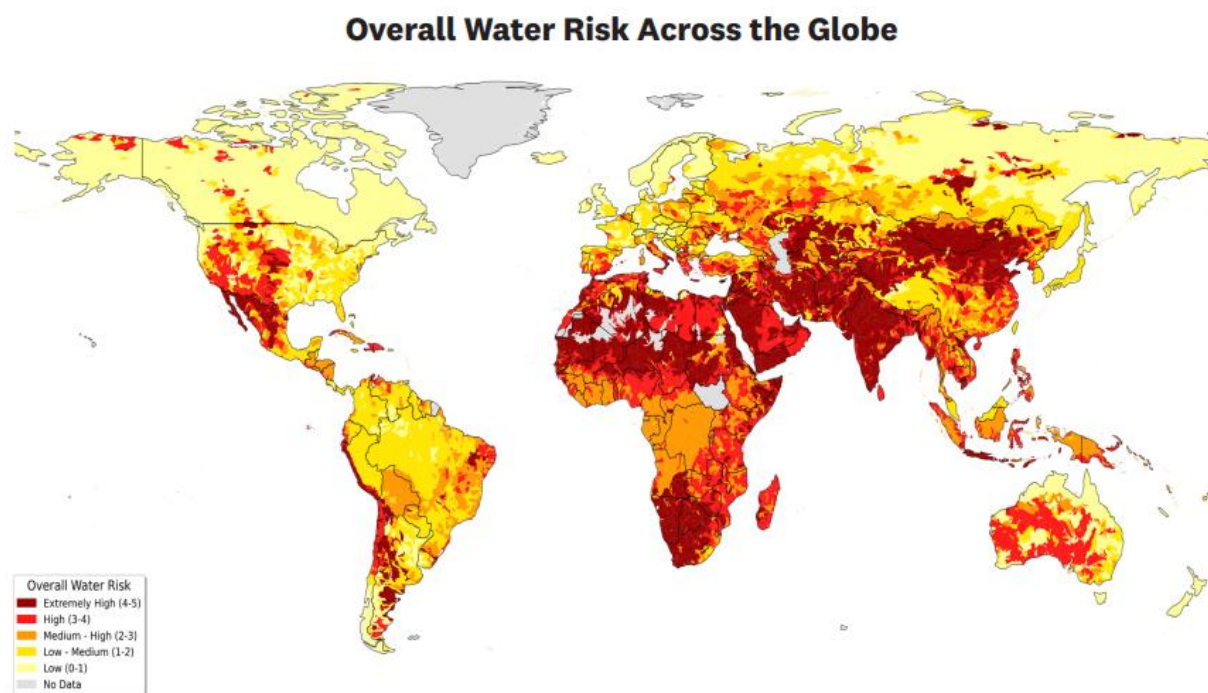 Overall Water Risk Across the Globe
Overall Water Risk
Extremely High (4-5)
High (3-4)
Medium - High (2-3)
Low - Medium (1-2)
Low (0-1)
No Data